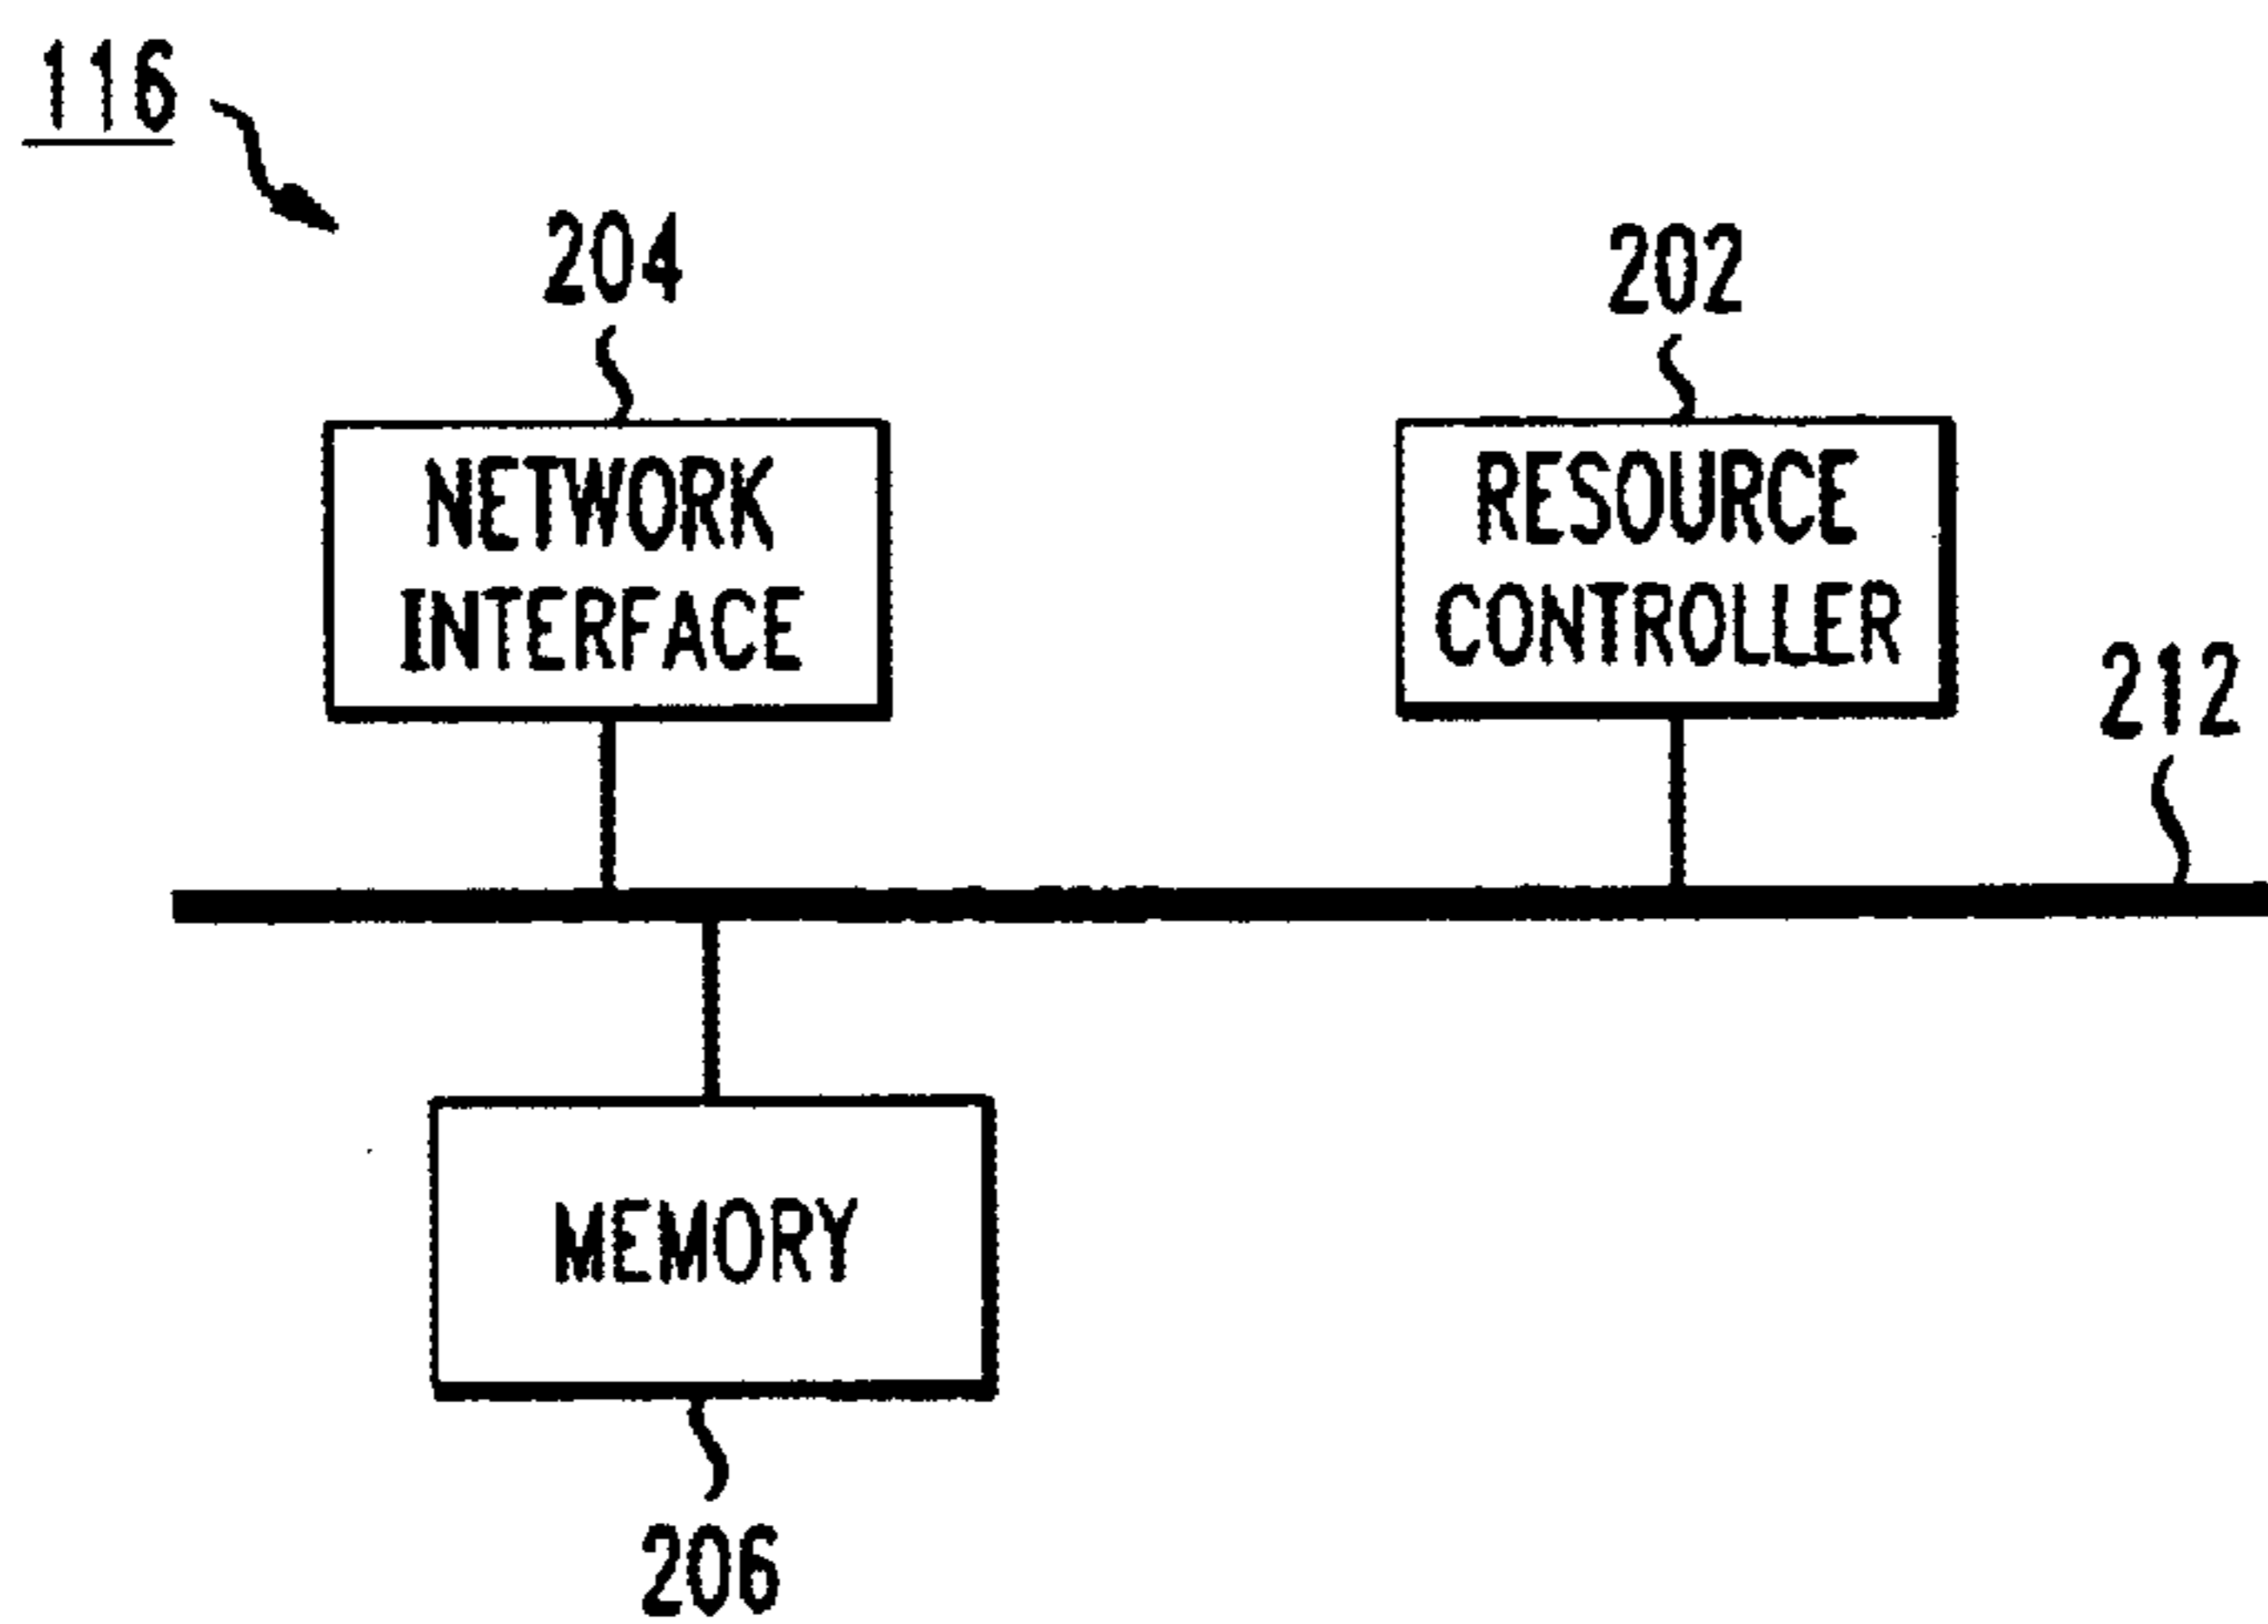 116
204
202
NETWORK
INTERFACE
RESOURCE
CONTROLLER
212
MEMORY
206